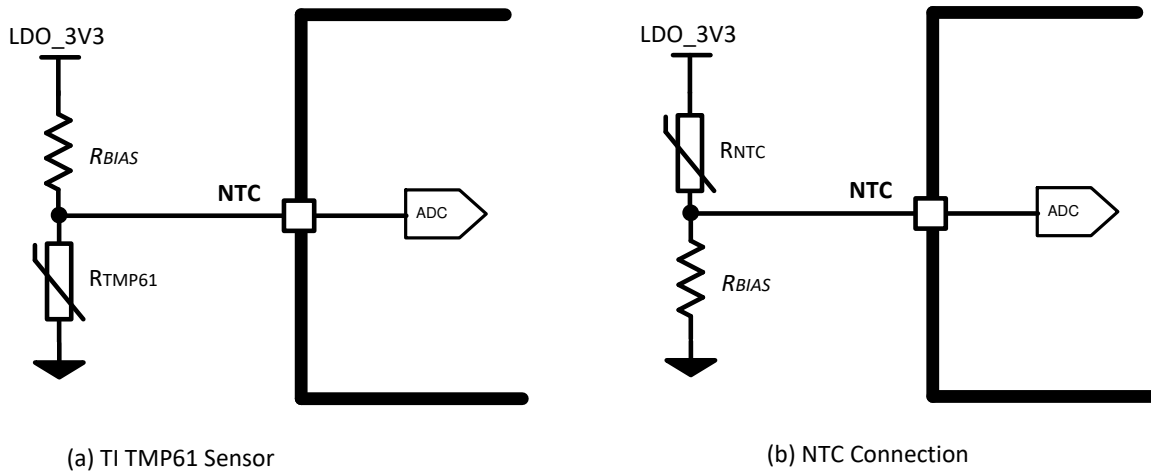 LDO_3V3
RBIAS
NTC
ADC
RTMP61
(a) TI TMP61 Sensor
LDO_3V3
RNTC
NTC
ADC
RBIAS
(b) NTC Connection